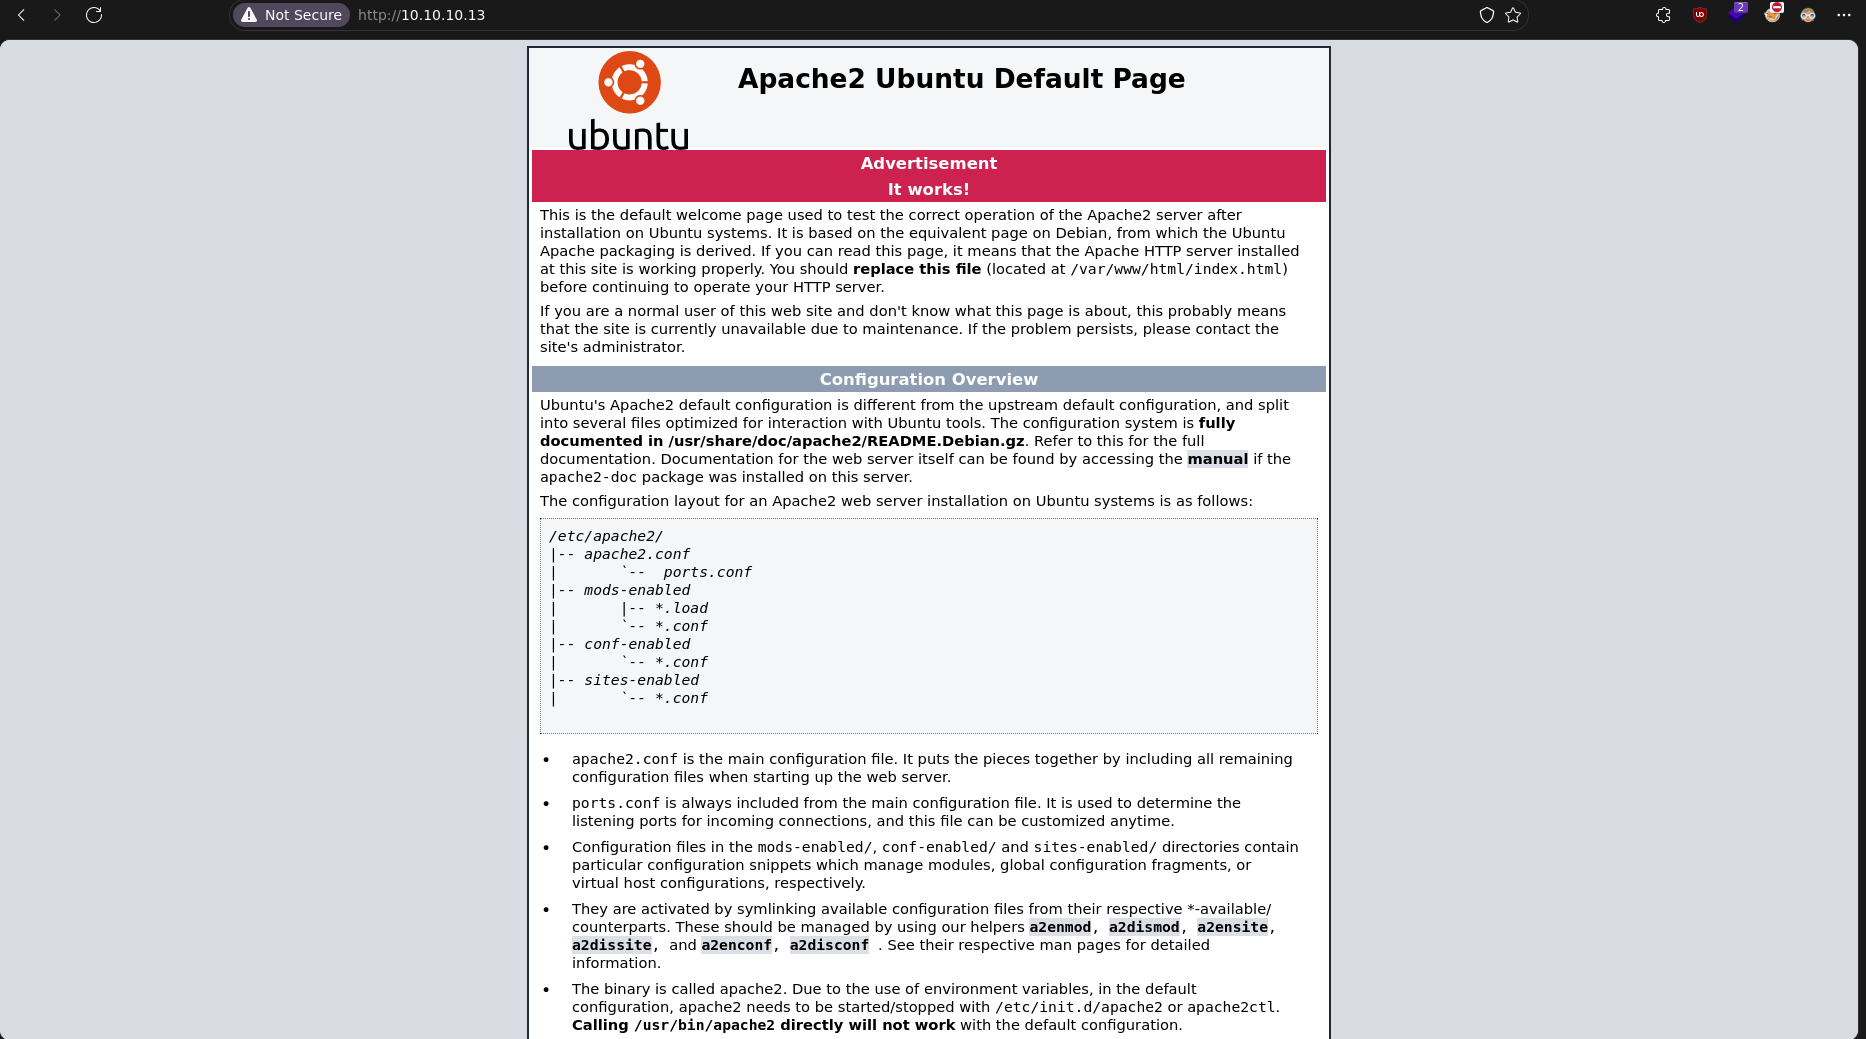 Not Secure http://10.10.10.13
UD
2
Apache2 Ubuntu Default Page
ubuntu
Advertisement
It works!
This is the default welcome page used to test the correct operation of the Apache2 server after
installation on Ubuntu systems. It is based on the equivalent page on Debian, from which the Ubuntu
Apache packaging is derived. If you can read this page, it means that the Apache HTTP server installed
at this site is working properly. You should replace this file (located at /var/www/html/index.html)
before continuing to operate your HTTP server.
If you are a normal user of this web site and don't know what this page is about, this probably means
that the site is currently unavailable due to maintenance. If the problem persists, please contact the
site's administrator.
Configuration Overview
Ubuntu's Apache2 default configuration is different from the upstream default configuration, and split
into several files optimized for interaction with Ubuntu tools. The configuration system is fully
documented in /usr/share/doc/apache2/README.Debian.gz. Refer to this for the full
documentation. Documentation for the web server itself can be found by accessing the manual if the
apache2-doc package was installed on this server.
The configuration layout for an Apache2 web server installation on Ubuntu systems is as follows:
/etc/apache2/
|-- apache2.conf
|       `--  ports.conf
|-- mods-enabled
|       |-- *.load
|       `-- *.conf
|-- conf-enabled
|       `-- *.conf
|-- sites-enabled
|       `-- *.conf
• apache2.conf is the main configuration file. It puts the pieces together by including all remaining
configuration files when starting up the web server.
• ports.conf is always included from the main configuration file. It is used to determine the
listening ports for incoming connections, and this file can be customized anytime.
• Configuration files in the mods-enabled/, conf-enabled/ and sites-enabled/ directories contain
particular configuration snippets which manage modules, global configuration fragments, or
virtual host configurations, respectively.
• They are activated by symlinking available configuration files from their respective *-available/
counterparts. These should be managed by using our helpers a2enmod, a2dismod, a2ensite,
a2dissite, and a2enconf, a2disconf . See their respective man pages for detailed
information.
• The binary is called apache2. Due to the use of environment variables, in the default
configuration, apache2 needs to be started/stopped with /etc/init.d/apache2 or apache2ctl.
Calling /usr/bin/apache2 directly will not work with the default configuration.